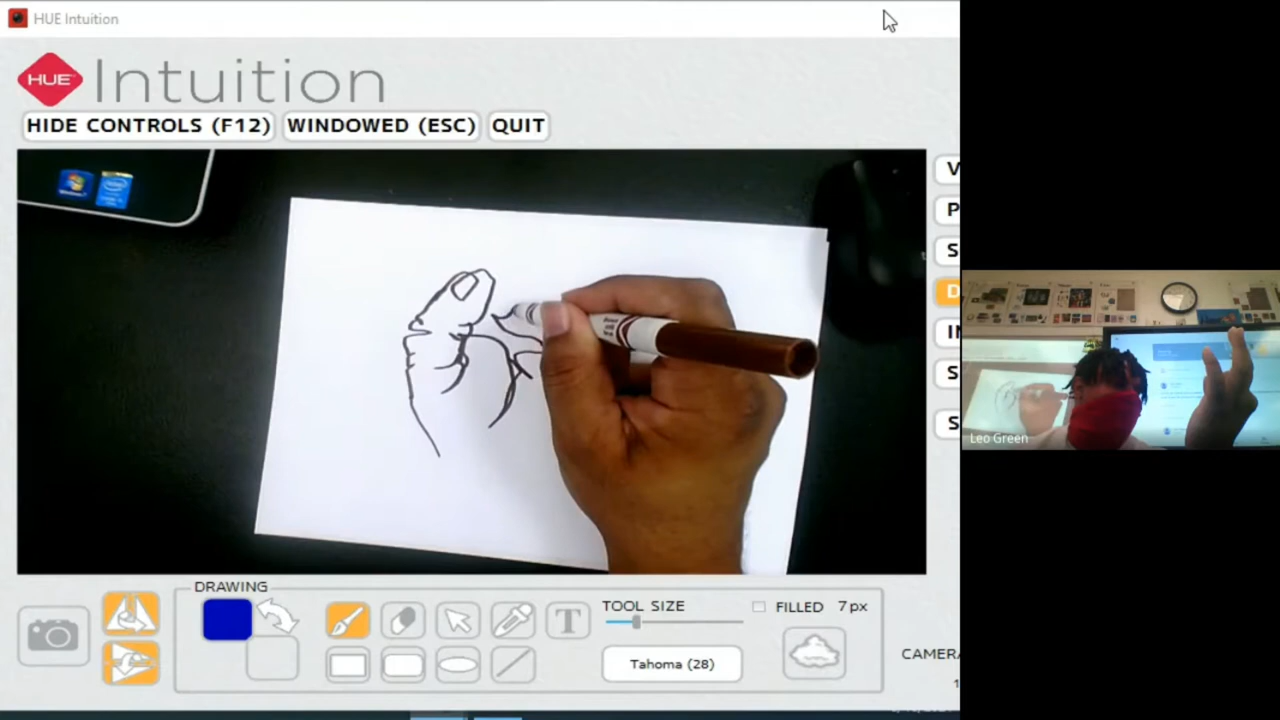 HUE Intuition
HUE Intuition
HIDE CONTROLS (F12) WINDOWED (ESC) QUIT
V
P
S
D
S
S
Leo Green
DRAWING
TOOL SIZE
FILLED 7 px
T
Tahoma (28)
CAMERA